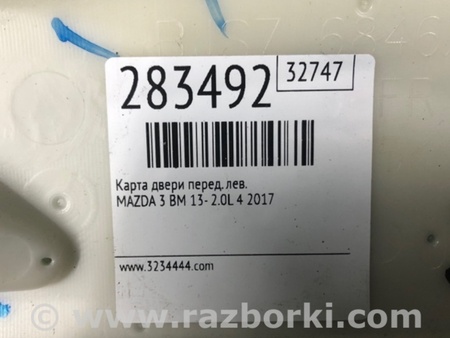 283492
32747
Карта двери перед. лев.
MAZDA 3 BM 13- 2.0L 4 2017
www.3234444.com
www.razborki.com